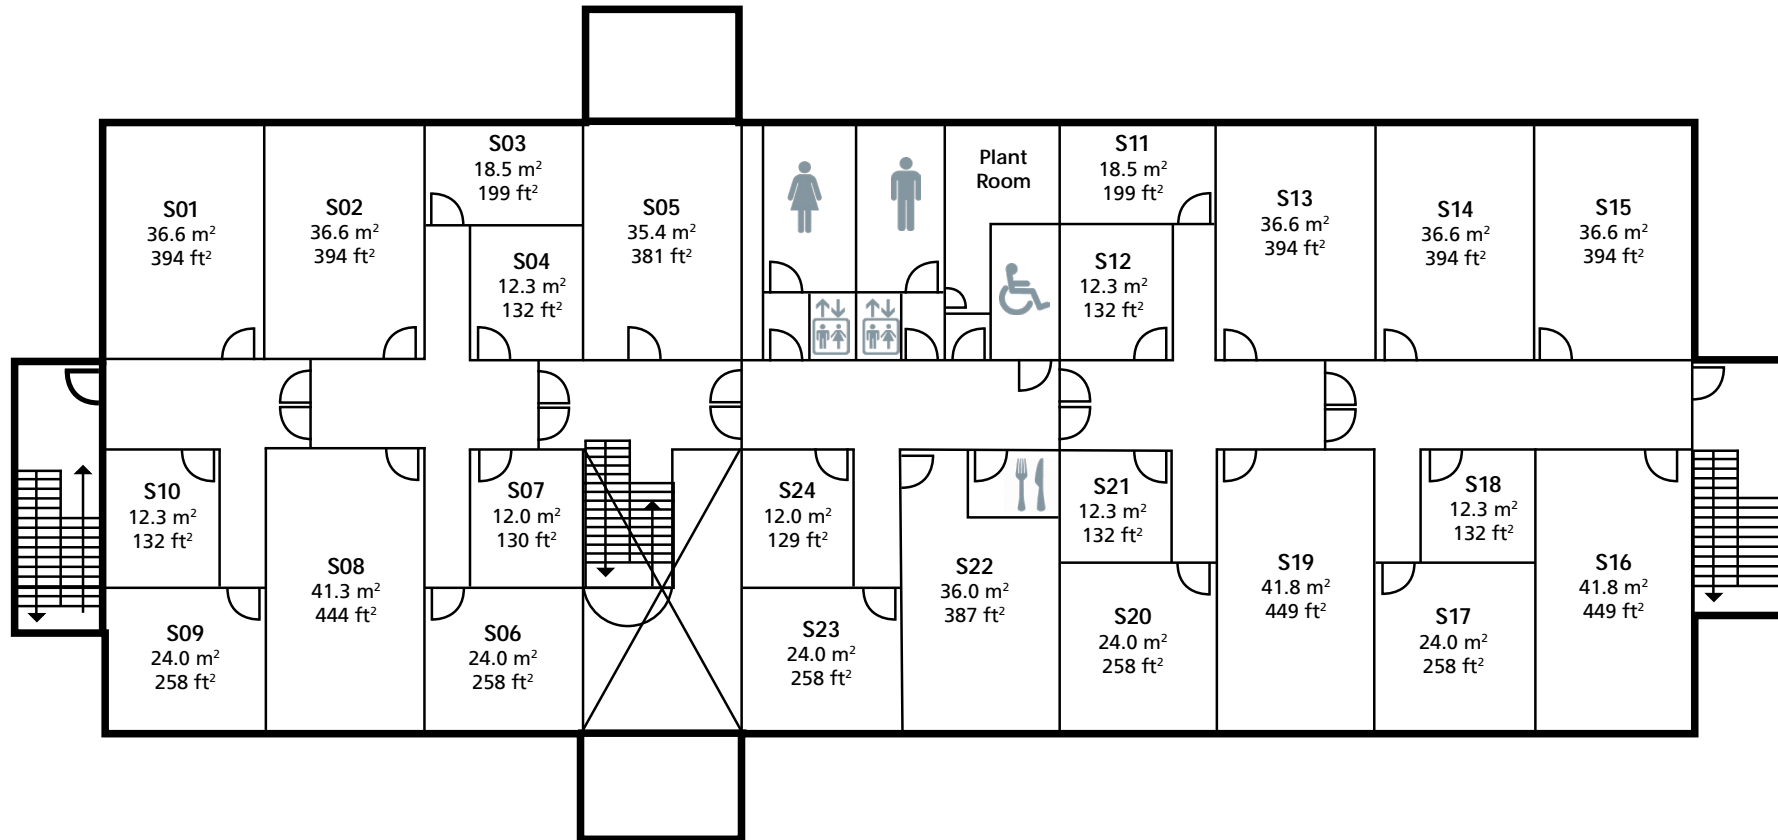 S01
36.6 m²
394 ft²
S02
36.6 m²
394 ft²
S03
18.5 m²
199 ft²
S04
12.3 m²
132 ft²
S05
35.4 m²
381 ft²
Plant
Room
S11
18.5 m²
199 ft²
S12
12.3 m²
132 ft²
S13
36.6 m²
394 ft²
S14
36.6 m²
394 ft²
S15
36.6 m²
394 ft²
S10
12.3 m²
132 ft²
S09
24.0 m²
258 ft²
S08
41.3 m²
444 ft²
S07
12.0 m²
130 ft²
S06
24.0 m²
258 ft²
S24
12.0 m²
129 ft²
S23
24.0 m²
258 ft²
S22
36.0 m²
387 ft²
S21
12.3 m²
132 ft²
S20
24.0 m²
258 ft²
S19
41.8 m²
449 ft²
S18
12.3 m²
132 ft²
S17
24.0 m²
258 ft²
S16
41.8 m²
449 ft²